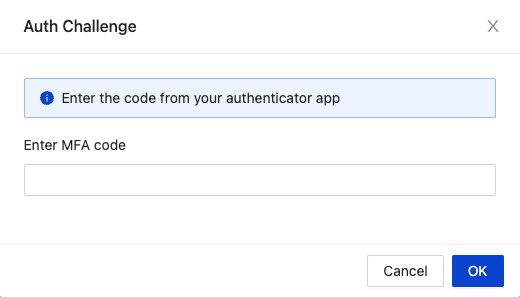 Auth Challenge
Enter the code from your authenticator app
Enter MFA code
Cancel
OK